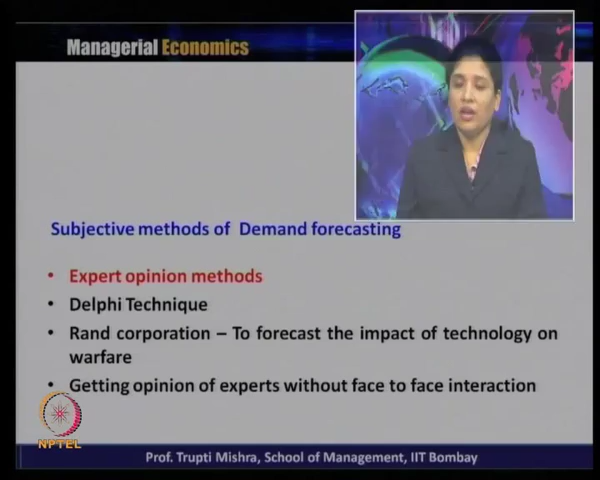 Managerial Economics
Subjective methods of Demand forecasting
• Expert opinion methods
• Delphi Technique
• Rand corporation – To forecast the impact of technology on
warfare
• Getting opinion of experts without face to face interaction
NPTEL
Prof. Trupti Mishra, School of Management, IIT Bombay